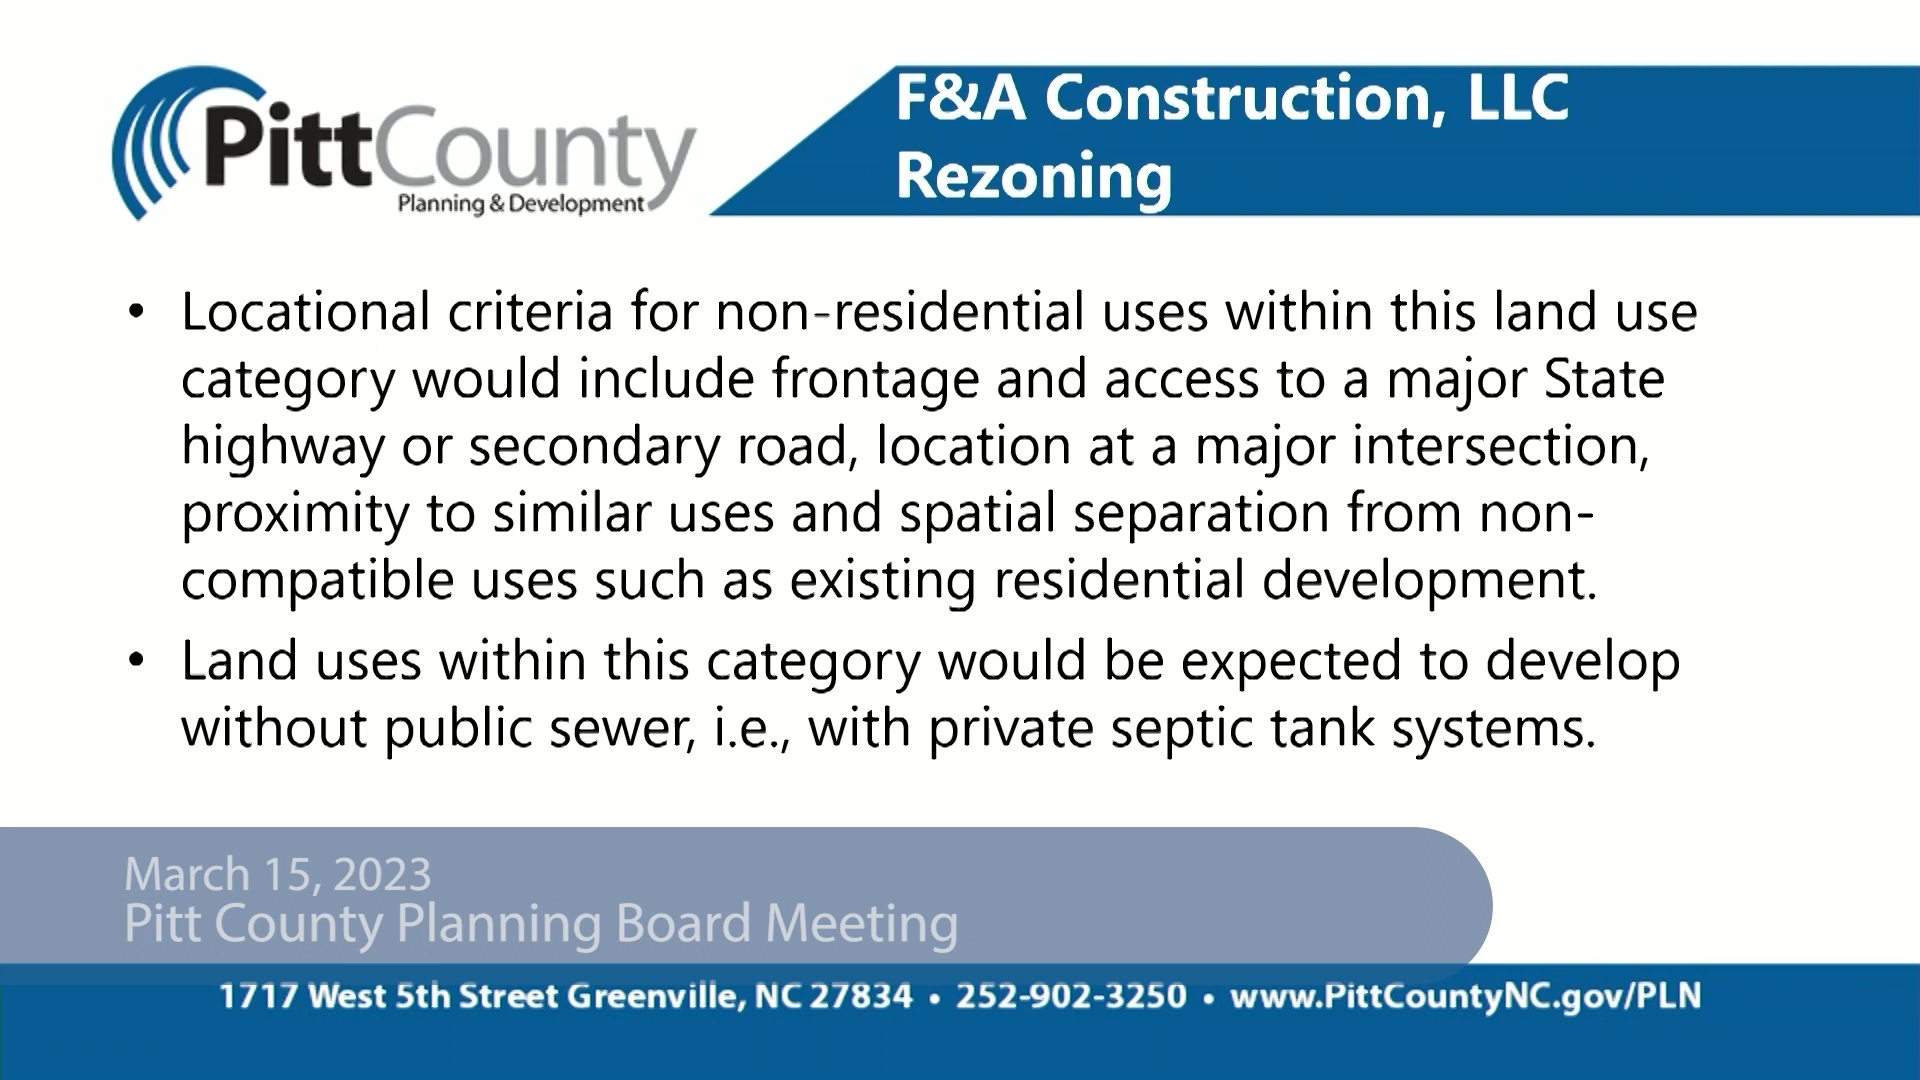 PittCounty
Planning & Development
F&A Construction, LLC
Rezoning
• Locational criteria for non-residential uses within this land use
category would include frontage and access to a major State
highway or secondary road, location at a major intersection,
proximity to similar uses and spatial separation from non-
compatible uses such as existing residential development.
• Land uses within this category would be expected to develop
without public sewer, i.e., with private septic tank systems.
March 15, 2023
Pitt County Planning Board Meeting
1717 West 5th Street Greenville, NC 27834 • 252-902-3250 • www.PittCountyNC.gov/PLN